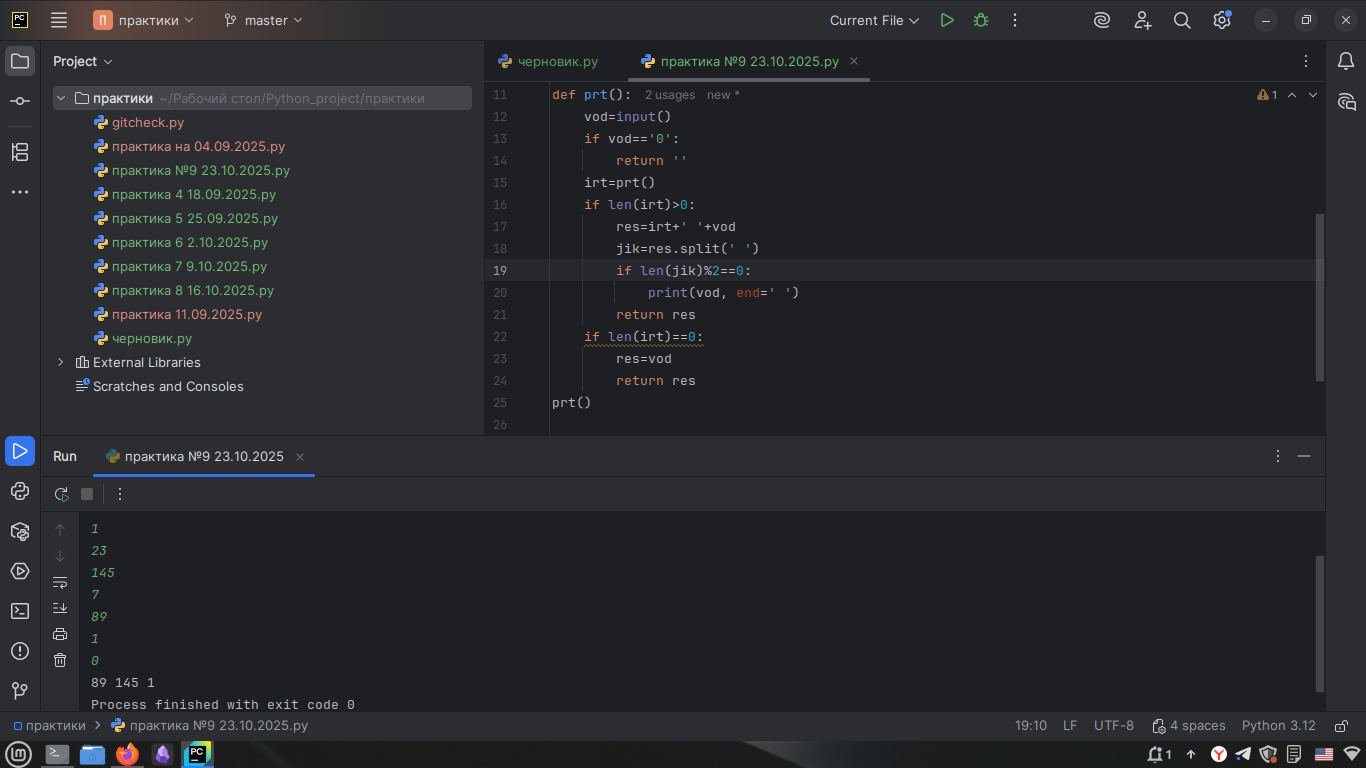 PC
П практики master Current File
Project
черновик.py практика №9 23.10.2025.py
практики ~/Рабочий стол/Python_project/практики
gitcheck.py
практика на 04.09.2025.py
практика №9 23.10.2025.py
практика 4 18.09.2025.py
практика 5 25.09.2025.py
практика 6 2.10.2025.py
практика 7 9.10.2025.py
практика 8 16.10.2025.py
практика 11.09.2025.py
черновик.py
External Libraries
Scratches and Consoles
11 def prt(): 2 usages new *
1
12 vod=input()
13 if vod=='0':
14 return ''
15 irt=prt()
16 if len(irt)>0:
17 res=irt+' '+vod
18 jik=res.split(' ')
19 if len(jik)%2==0:
20 print(vod, end=' ')
21 return res
22 if len(irt)==0:
23 res=vod
24 return res
25 prt()
26
Run практика №9 23.10.2025
1
23
145
7
89
1
0
89 145 1
Process finished with exit code 0
практики практика №9 23.10.2025.py 19:10 LF UTF-8 4 spaces Python 3.12
PC 1